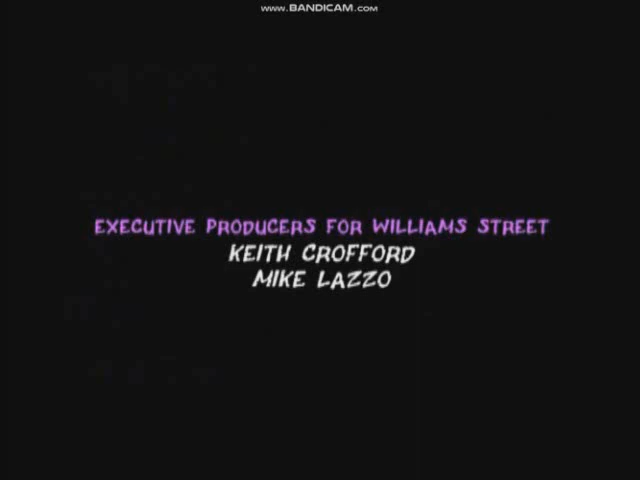 www.BANDICAM.com
EXECUTIVE PRODUCERS FOR WILLIAMS STREET
KEITH CROFFORD
MIKE LAZZO